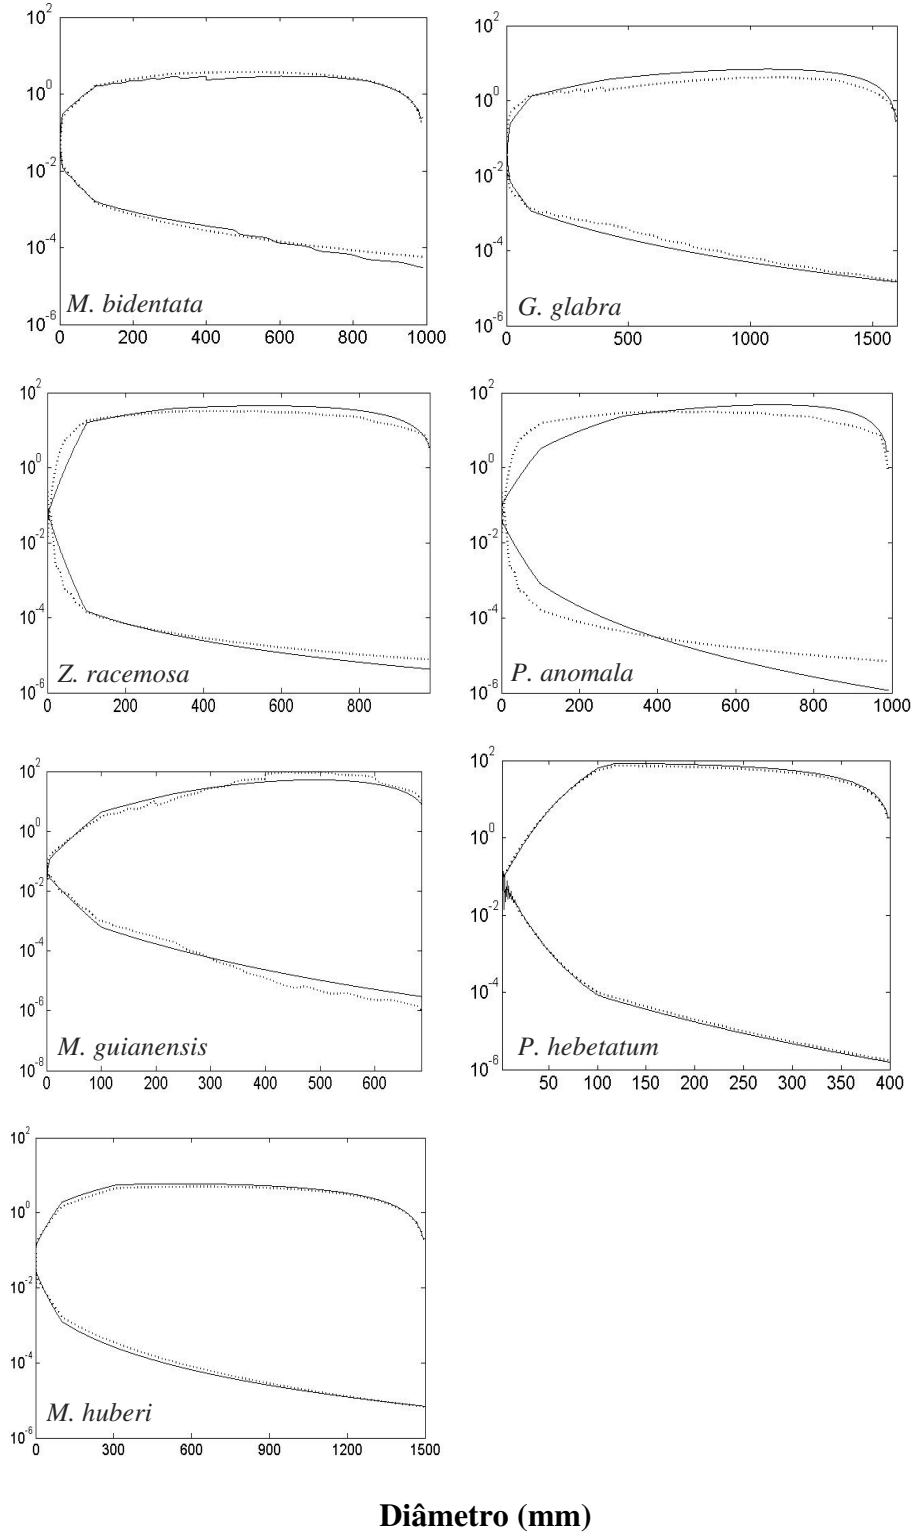 10^2
10^0
10^-2
10^-4
10^-6
M. bidentata
0 200 400 600 800 1000
10^2
10^0
10^-2
10^-4
10^-6
G. glabra
0 500 1000 1500
10^2
10^0
10^-2
10^-4
10^-6
Z. racemosa
0 200 400 600 800
10^2
10^0
10^-2
10^-4
10^-6
P. anomala
0 200 400 600 800 1000
10^2
10^0
10^-2
10^-4
10^-6
10^-8
M. guianensis
0 100 200 300 400 500 600
10^2
10^0
10^-2
10^-4
10^-6
P. hebetatum
50 100 150 200 250 300 350 400
10^2
10^0
10^-2
10^-4
10^-6
M. huberi
0 300 600 900 1200 1500
Diâmetro (mm)